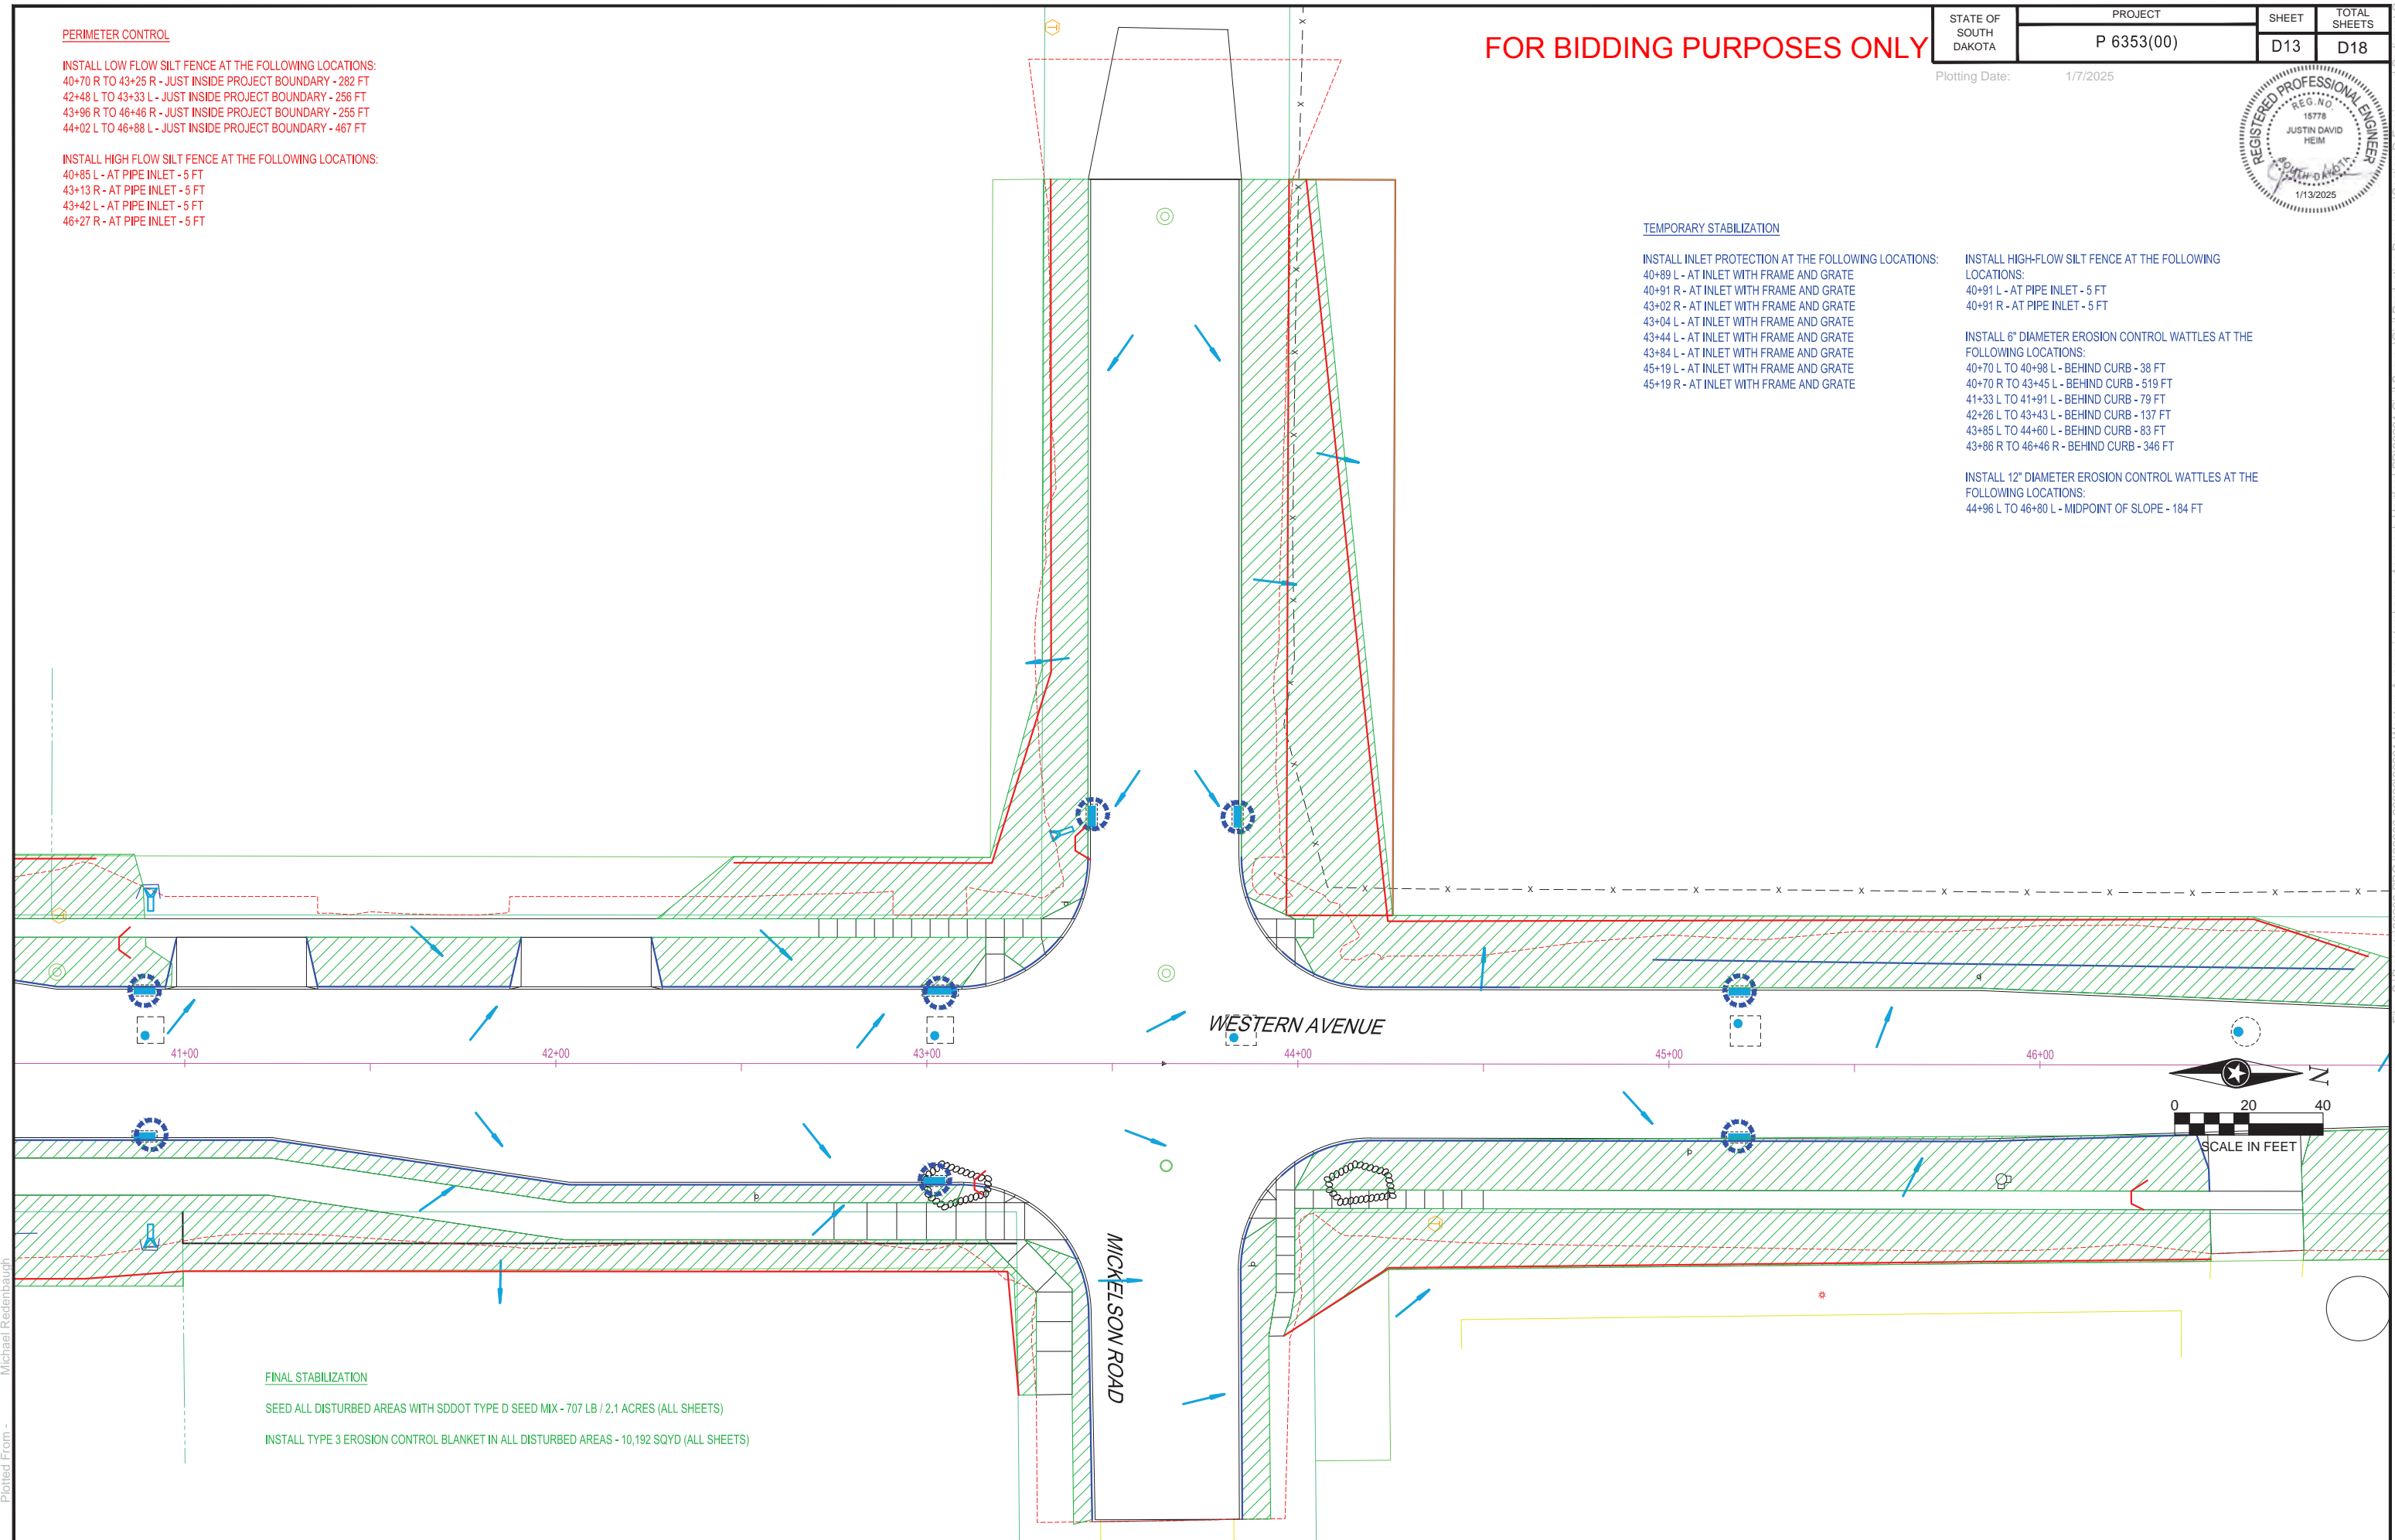 PERIMETER CONTROL
INSTALL LOW FLOW SILT FENCE AT THE FOLLOWING LOCATIONS:
40+70 R TO 43+25 R - JUST INSIDE PROJECT BOUNDARY - 282 FT
42+48 L TO 43+33 L - JUST INSIDE PROJECT BOUNDARY - 256 FT
43+96 R TO 46+46 R - JUST INSIDE PROJECT BOUNDARY - 255 FT
44+02 L TO 46+88 L - JUST INSIDE PROJECT BOUNDARY - 467 FT
INSTALL HIGH FLOW SILT FENCE AT THE FOLLOWING LOCATIONS:
40+85 L - AT PIPE INLET - 5 FT
43+13 R - AT PIPE INLET - 5 FT
43+42 L - AT PIPE INLET - 5 FT
46+27 R - AT PIPE INLET - 5 FT
FOR BIDDING PURPOSES ONLY
STATE OF
SOUTH
DAKOTA
PROJECT
P 6353(00)
SHEET
D13
TOTAL
SHEETS
D18
Plotting Date: 1/7/2025
REGISTERED PROFESSIONAL ENGINEER
REG. NO.
15778
JUSTIN DAVID
HEIM
SOUTH DAKOTA
1/13/2025
TEMPORARY STABILIZATION
INSTALL INLET PROTECTION AT THE FOLLOWING LOCATIONS:
40+89 L - AT INLET WITH FRAME AND GRATE
40+91 R - AT INLET WITH FRAME AND GRATE
43+02 R - AT INLET WITH FRAME AND GRATE
43+04 L - AT INLET WITH FRAME AND GRATE
43+44 L - AT INLET WITH FRAME AND GRATE
43+84 L - AT INLET WITH FRAME AND GRATE
45+19 L - AT INLET WITH FRAME AND GRATE
45+19 R - AT INLET WITH FRAME AND GRATE
INSTALL HIGH-FLOW SILT FENCE AT THE FOLLOWING
LOCATIONS:
40+91 L - AT PIPE INLET - 5 FT
40+91 R - AT PIPE INLET - 5 FT
INSTALL 6" DIAMETER EROSION CONTROL WATTLES AT THE
FOLLOWING LOCATIONS:
40+70 L TO 40+98 L - BEHIND CURB - 38 FT
40+70 R TO 43+45 L - BEHIND CURB - 519 FT
41+33 L TO 41+91 L - BEHIND CURB - 79 FT
42+26 L TO 43+43 L - BEHIND CURB - 137 FT
43+85 L TO 44+60 L - BEHIND CURB - 83 FT
43+86 R TO 46+46 R - BEHIND CURB - 346 FT
INSTALL 12" DIAMETER EROSION CONTROL WATTLES AT THE
FOLLOWING LOCATIONS:
44+96 L TO 46+80 L - MIDPOINT OF SLOPE - 184 FT
WESTERN AVENUE
41+00
42+00
43+00
44+00
45+00
46+00
N
0 20 40
SCALE IN FEET
MICKELSON ROAD
FINAL STABILIZATION
SEED ALL DISTURBED AREAS WITH SDDOT TYPE D SEED MIX - 707 LB / 2.1 ACRES (ALL SHEETS)
INSTALL TYPE 3 EROSION CONTROL BLANKET IN ALL DISTURBED AREAS - 10,192 SQYD (ALL SHEETS)
Plotted From - Michael Redenbaugh